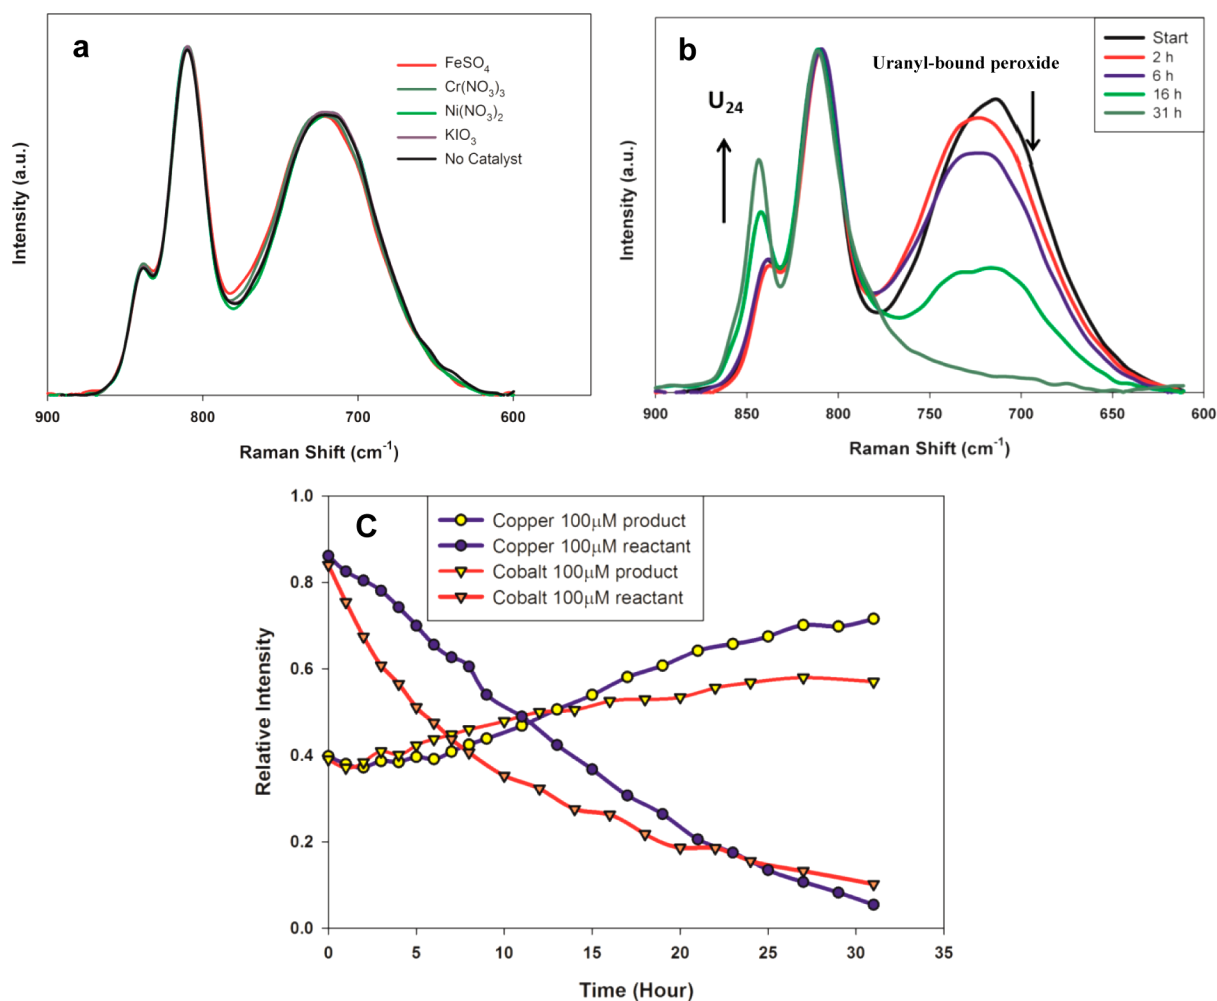 a
FeSO4
Cr(NO3)3
Ni(NO3)2
KIO3
No Catalyst
Intensity (a.u.)
900 800 700 600
Raman Shift (cm-1)
b
Start
2 h
6 h
16 h
31 h
Uranyl-bound peroxide
U24
Intensity (a.u.)
900 850 800 750 700 650 600
Raman Shift (cm-1)
C
Copper 100μM product
Copper 100μM reactant
Cobalt 100μM product
Cobalt 100μM reactant
Relative Intensity
1.0
0.8
0.6
0.4
0.2
0.0
0 5 10 15 20 25 30 35
Time (Hour)